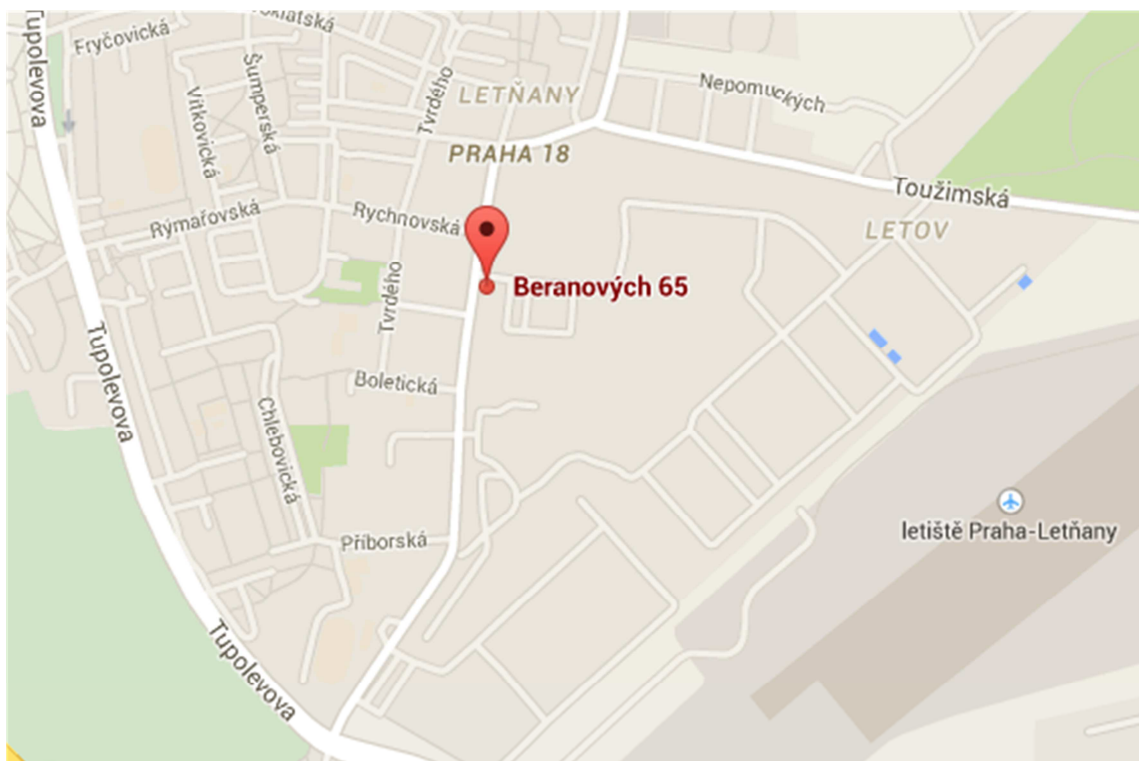 Tupolevova
Fryčovická
Šumperská
Vítkovická
Tvrdého
LETŇANY
PRAHA 18
Nepomuckých
Toužimská
LETOV
Rýmařovská
Rychnovská
Beranových 65
Tvrdého
Tupolevova
Boletická
Chlebovická
Příborská
letiště Praha-Letňany
Tupolevova